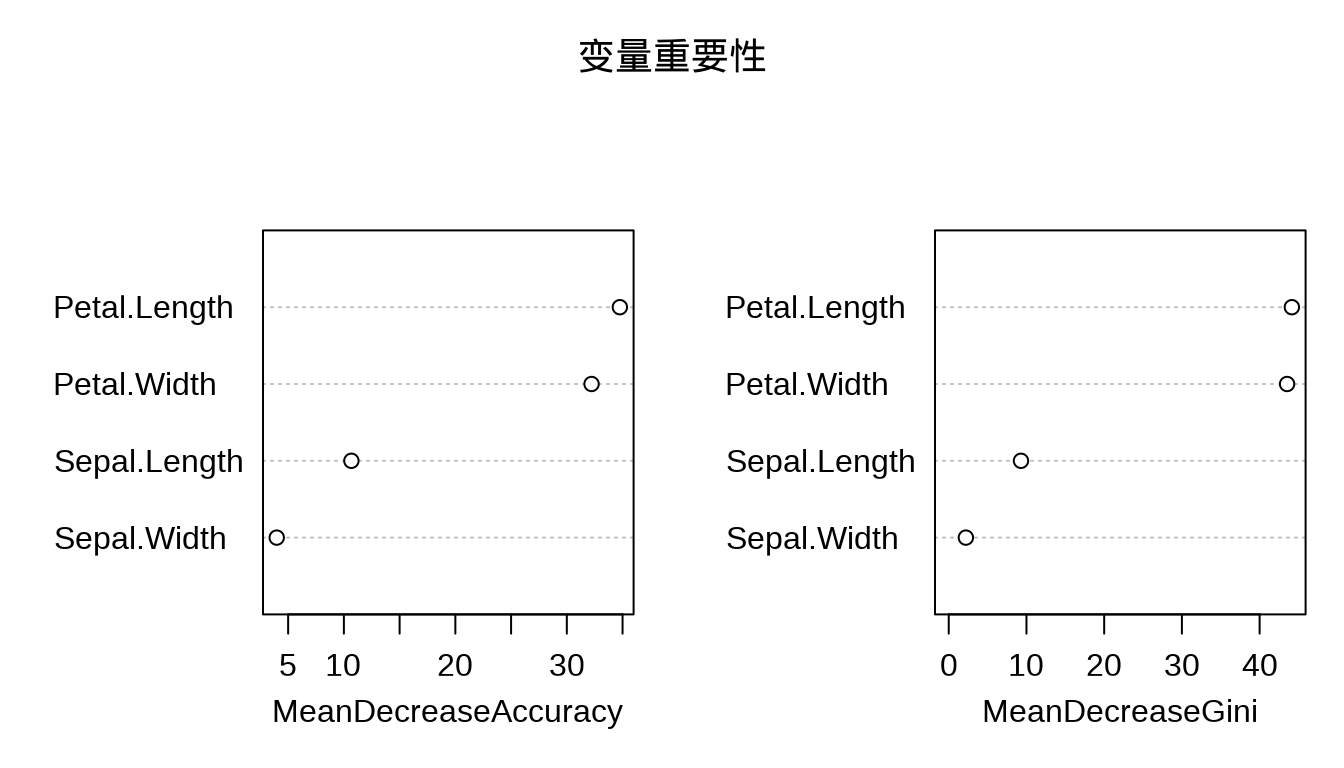 变量重要性
Petal.Length
Petal.Width
Sepal.Length
Sepal.Width
5 10 20 30
MeanDecreaseAccuracy
Petal.Length
Petal.Width
Sepal.Length
Sepal.Width
0 10 20 30 40
MeanDecreaseGini